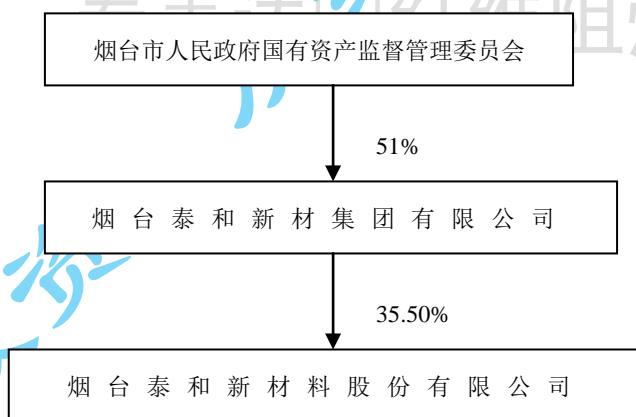 烟台市人民政府国有资产监督管理委员会
51%
烟台泰和新材集团有限公司
35.50%
烟台泰和新材料股份有限公司